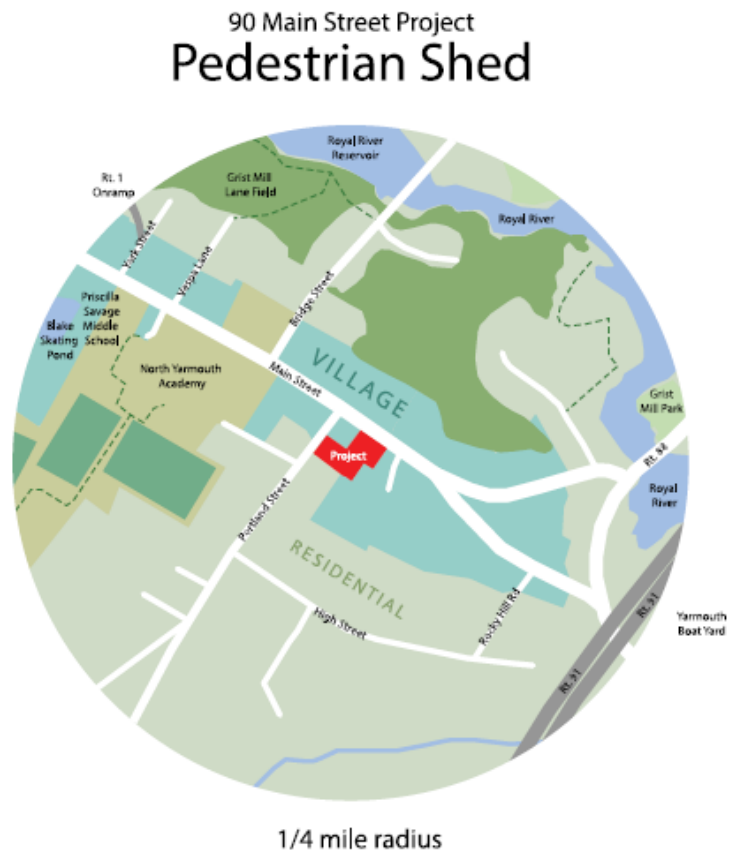 90 Main Street Project
Pedestrian Shed
Royal River
Reservoir
Rt. 1
Onramp
Grist Mill
Lane Field
Royal River
York Street
Vespa Lane
Bridge Street
Priscilla
Savage
Middle
School
Blake
Skating
Pond
North Yarmouth
Academy
Main Street
VILLAGE
Grist
Mill Park
Rt. 88
Project
Royal
River
Portland Street
RESIDENTIAL
High Street
Rocky Hill Rd
Rt. 91
Yarmouth
Boat Yard
Rt. 91
1/4 mile radius